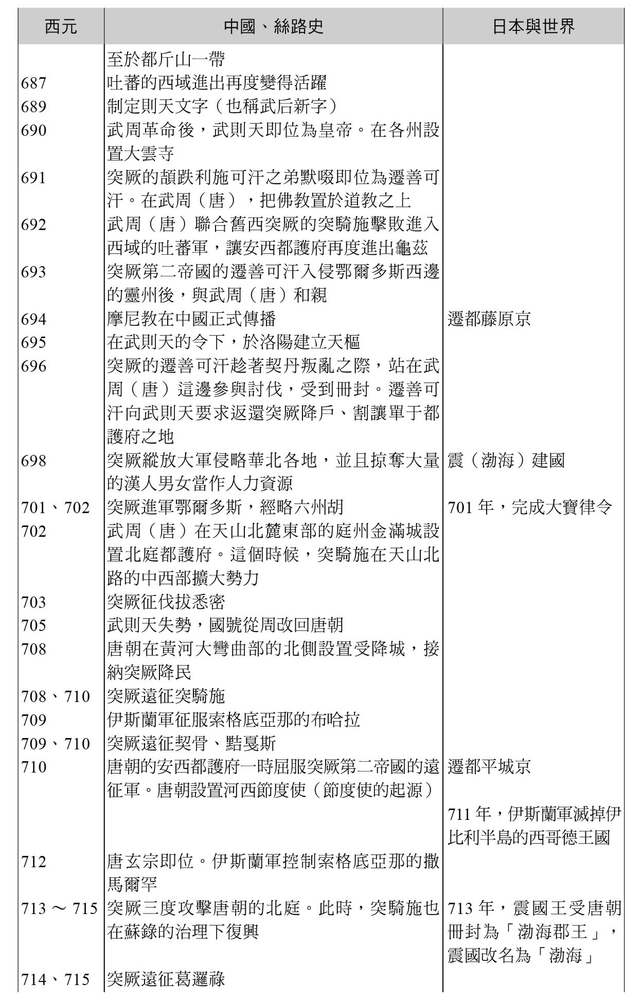 西元 中國、絲路史 日本與世界
至於都斤山一帶
687 吐蕃的西域進出再度變得活躍
689 制定則天文字（也稱武后新字）
690 武周革命後，武則天即位為皇帝。在各州設
置大雲寺
691 突厥的頡跌利施可汗之弟默啜即位為遷善可
汗。在武周（唐），把佛教置於道教之上
692 武周（唐）聯合舊西突厥的突騎施擊敗進入
西域的吐蕃軍，讓安西都護府再度進出龜茲
693 突厥第二帝國的遷善可汗入侵鄂爾多斯西邊
的靈州後，與武周（唐）和親
694 摩尼教在中國正式傳播 遷都藤原京
695 在武則天的令下，於洛陽建立天樞
696 突厥的遷善可汗趁著契丹叛亂之際，站在武
周（唐）這邊參與討伐，受到冊封。遷善可
汗向武則天要求返還突厥降戶、割讓單于都
護府之地
698 突厥縱放大軍侵略華北各地，並且掠奪大量 震（渤海）建國
的漢人男女當作人力資源
701、702 突厥進軍鄂爾多斯，經略六州胡 701 年，完成大寶律令
702 武周（唐）在天山北麓東部的庭州金滿城設
置北庭都護府。這個時候，突騎施在天山北
路的中西部擴大勢力
703 突厥征伐拔悉密
705 武則天失勢，國號從周改回唐朝
708 唐朝在黃河大彎曲部的北側設置受降城，接
納突厥降民
708、710 突厥遠征突騎施
709 伊斯蘭軍征服索格底亞那的布哈拉
709、710 突厥遠征契骨、黠戛斯
710 唐朝的安西都護府一時屈服突厥第二帝國的遠 遷都平城京
征軍。唐朝設置河西節度使（節度使的起源）
711 年，伊斯蘭軍滅掉伊
比利半島的西哥德王國
712 唐玄宗即位。伊斯蘭軍控制索格底亞那的撒
馬爾罕
713～715 突厥三度攻擊唐朝的北庭。此時，突騎施也 713 年，震國王受唐朝
在蘇錄的治理下復興 冊封為「渤海郡王」，
震國改名為「渤海」
714、715 突厥遠征葛邏祿